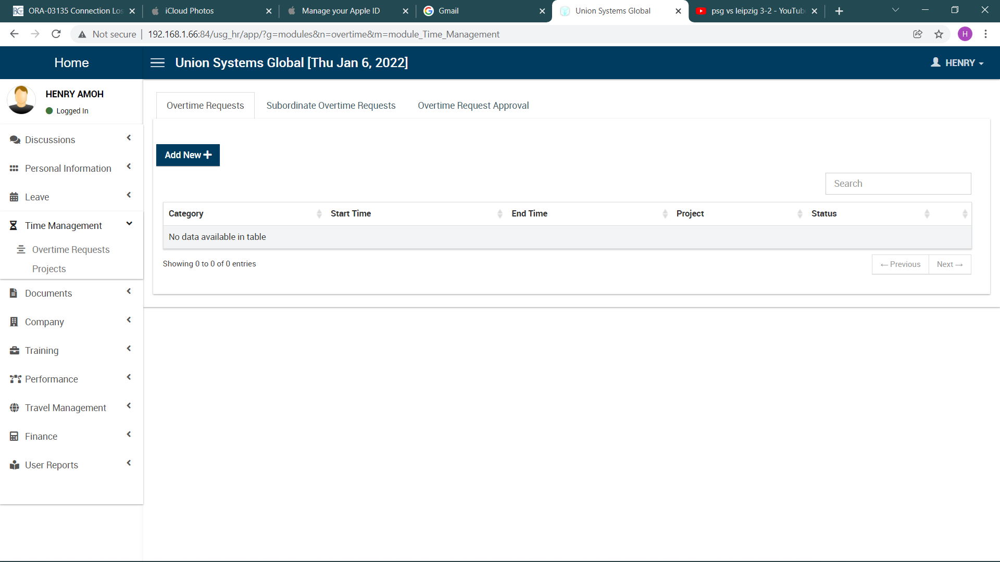 ORA-03135 Connection Los
iCloud Photos
Manage your Apple ID
Gmail
Union Systems Global
psg vs leipzig 3-2 - YouTub
Not secure
192.168.1.66:84/usg_hr/app/?g=modules&n=overtime&m=module_Time_Management
H
Home
Union Systems Global [Thu Jan 6, 2022]
HENRY
HENRY AMOH
Logged In
Discussions
Personal Information
Leave
Time Management
Overtime Requests
Projects
Documents
Company
Training
Performance
Travel Management
Finance
User Reports
Overtime Requests
Subordinate Overtime Requests
Overtime Request Approval
Add New
Search
Category
Start Time
End Time
Project
Status
No data available in table
Showing 0 to 0 of 0 entries
← Previous
Next →